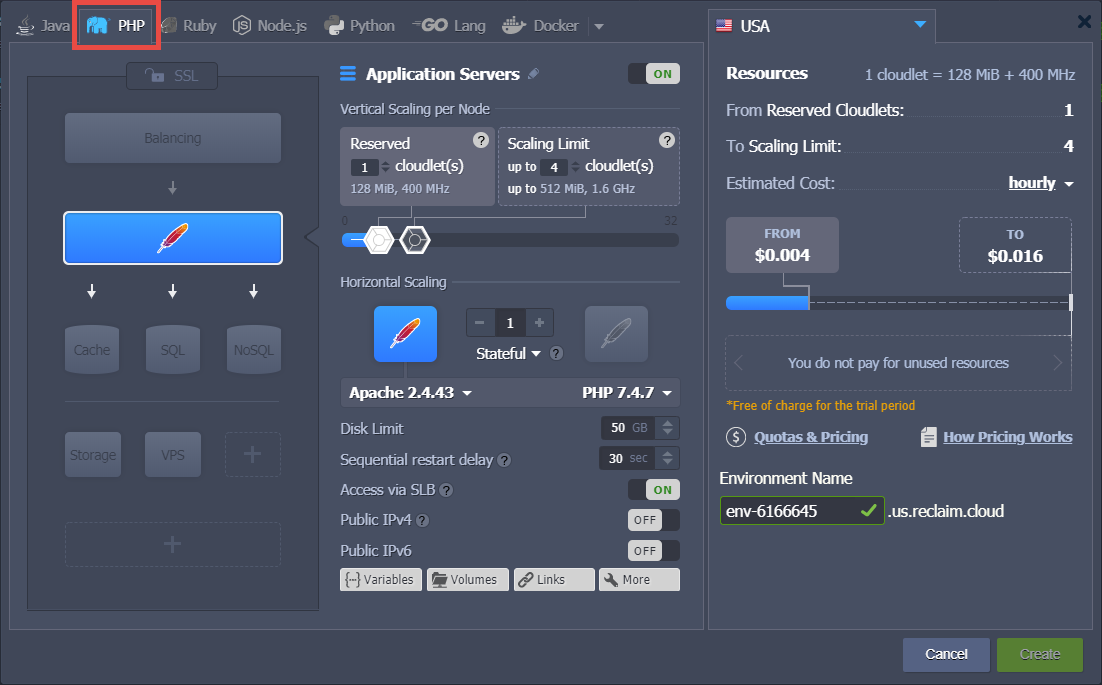 Java PHP Ruby Node.js Python GO Lang Docker
SSL
Balancing
Cache SQL NoSQL
Storage VPS +
+
Application Servers ON
Vertical Scaling per Node
Reserved ?
1 cloudlet(s)
128 MiB, 400 MHz
Scaling Limit ?
up to 4 cloudlet(s)
up to 512 MiB, 1.6 GHz
0 32
Horizontal Scaling
− 1 +
Stateful ?
Apache 2.4.43 PHP 7.4.7
Disk Limit 50 GB
Sequential restart delay ? 30 sec
Access via SLB ? ON
Public IPv4 ? OFF
Public IPv6 OFF
Variables Volumes Links More
USA
Resources 1 cloudlet = 128 MiB + 400 MHz
From Reserved Cloudlets: 1
To Scaling Limit: 4
Estimated Cost: hourly
FROM
$0.004
TO
$0.016
You do not pay for unused resources
*Free of charge for the trial period
$ Quotas & Pricing How Pricing Works
Environment Name
env-6166645 .us.reclaim.cloud
Cancel Create